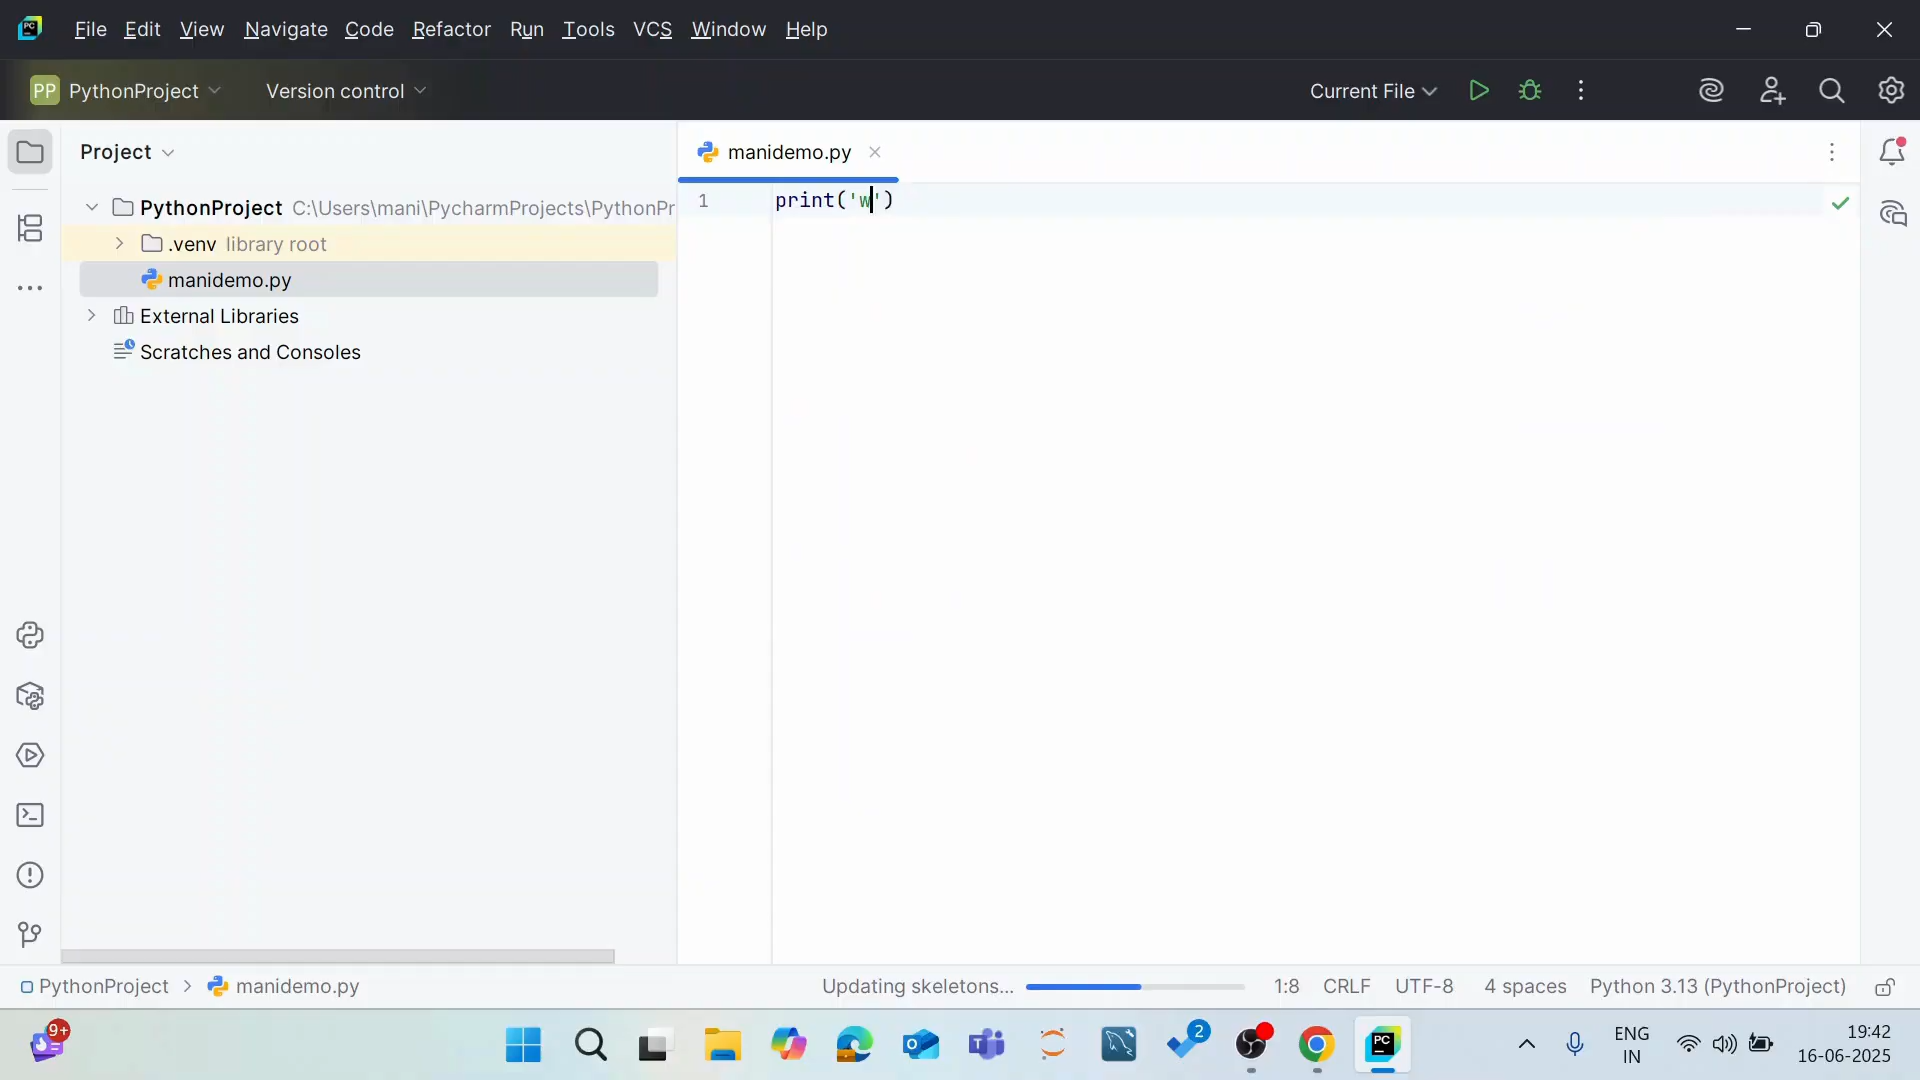 File Edit View Navigate Code Refactor Run Tools VCS Window Help
PP PythonProject Version control Current File
Project
manidemo.py
1 print('w')
PythonProject C:\Users\mani\PycharmProjects\PythonPr
.venv library root
manidemo.py
External Libraries
Scratches and Consoles
PythonProject > manidemo.py Updating skeletons... 1:8 CRLF UTF-8 4 spaces Python 3.13 (PythonProject)
9+ 2 PC ENG 19:42
IN 16-06-2025